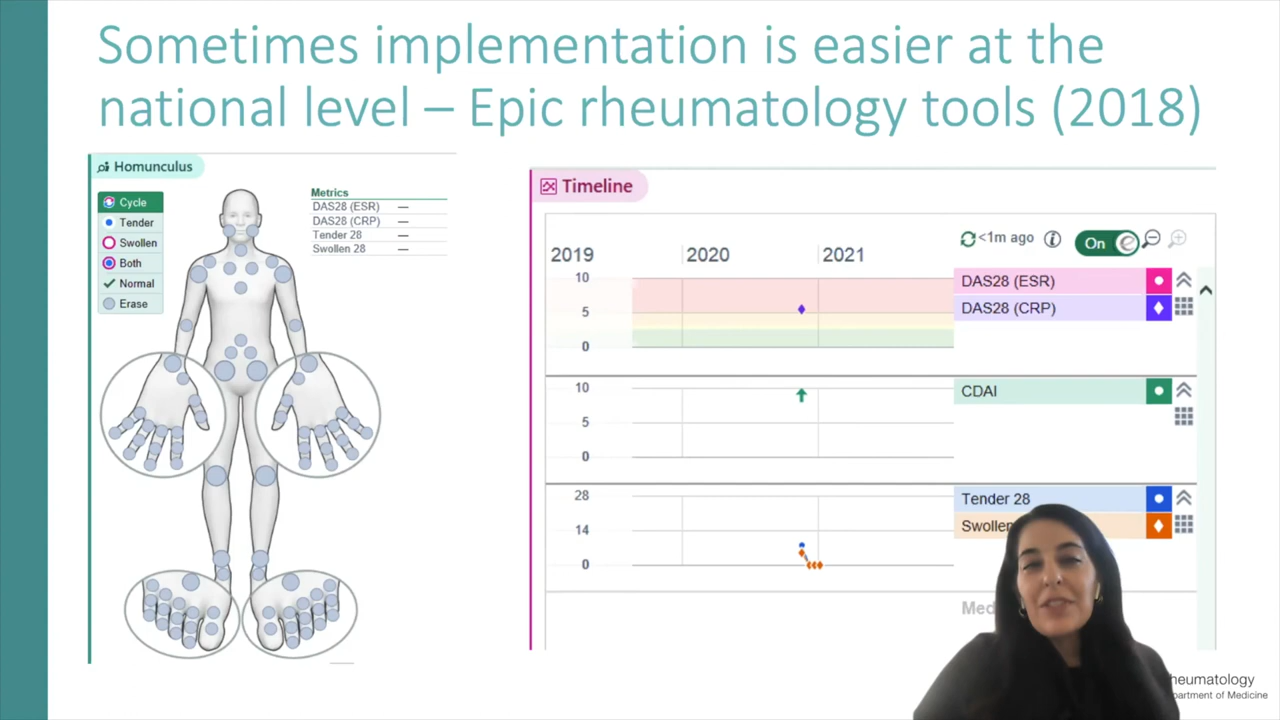 Sometimes implementation is easier at the
national level – Epic rheumatology tools (2018)
Homunculus
Cycle
Tender
Swollen
Both
Normal
Erase
Metrics
DAS28 (ESR) —
DAS28 (CRP) —
Tender 28 —
Swollen 28 —
Timeline
<1m ago
On
2019 2020 2021
10
5
0
DAS28 (ESR)
DAS28 (CRP)
10
5
0
CDAI
28
14
0
Tender 28
Swollen
Med
heumatology
partment of Medicine